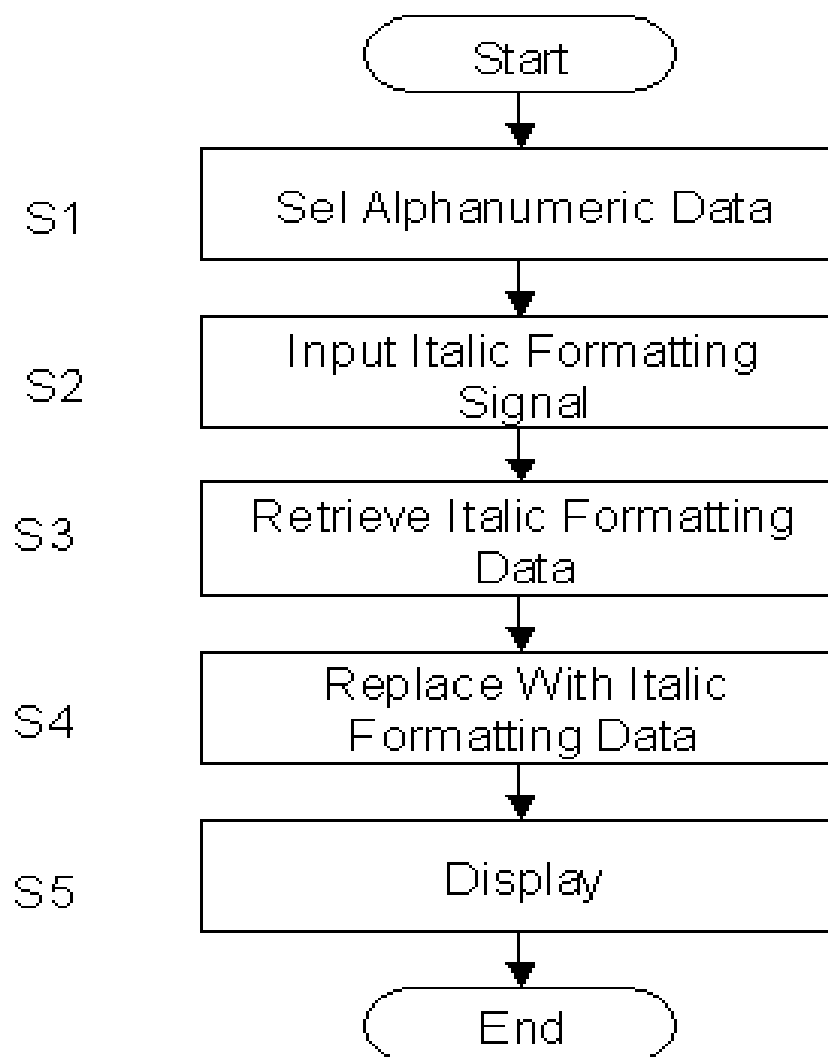 Start
S1
Sel Alphanumeric Data
S2
Input Italic Formatting
Signal
S3
Retrieve Italic Formatting
Data
S4
Replace With Italic
Formatting Data
S5
Display
End